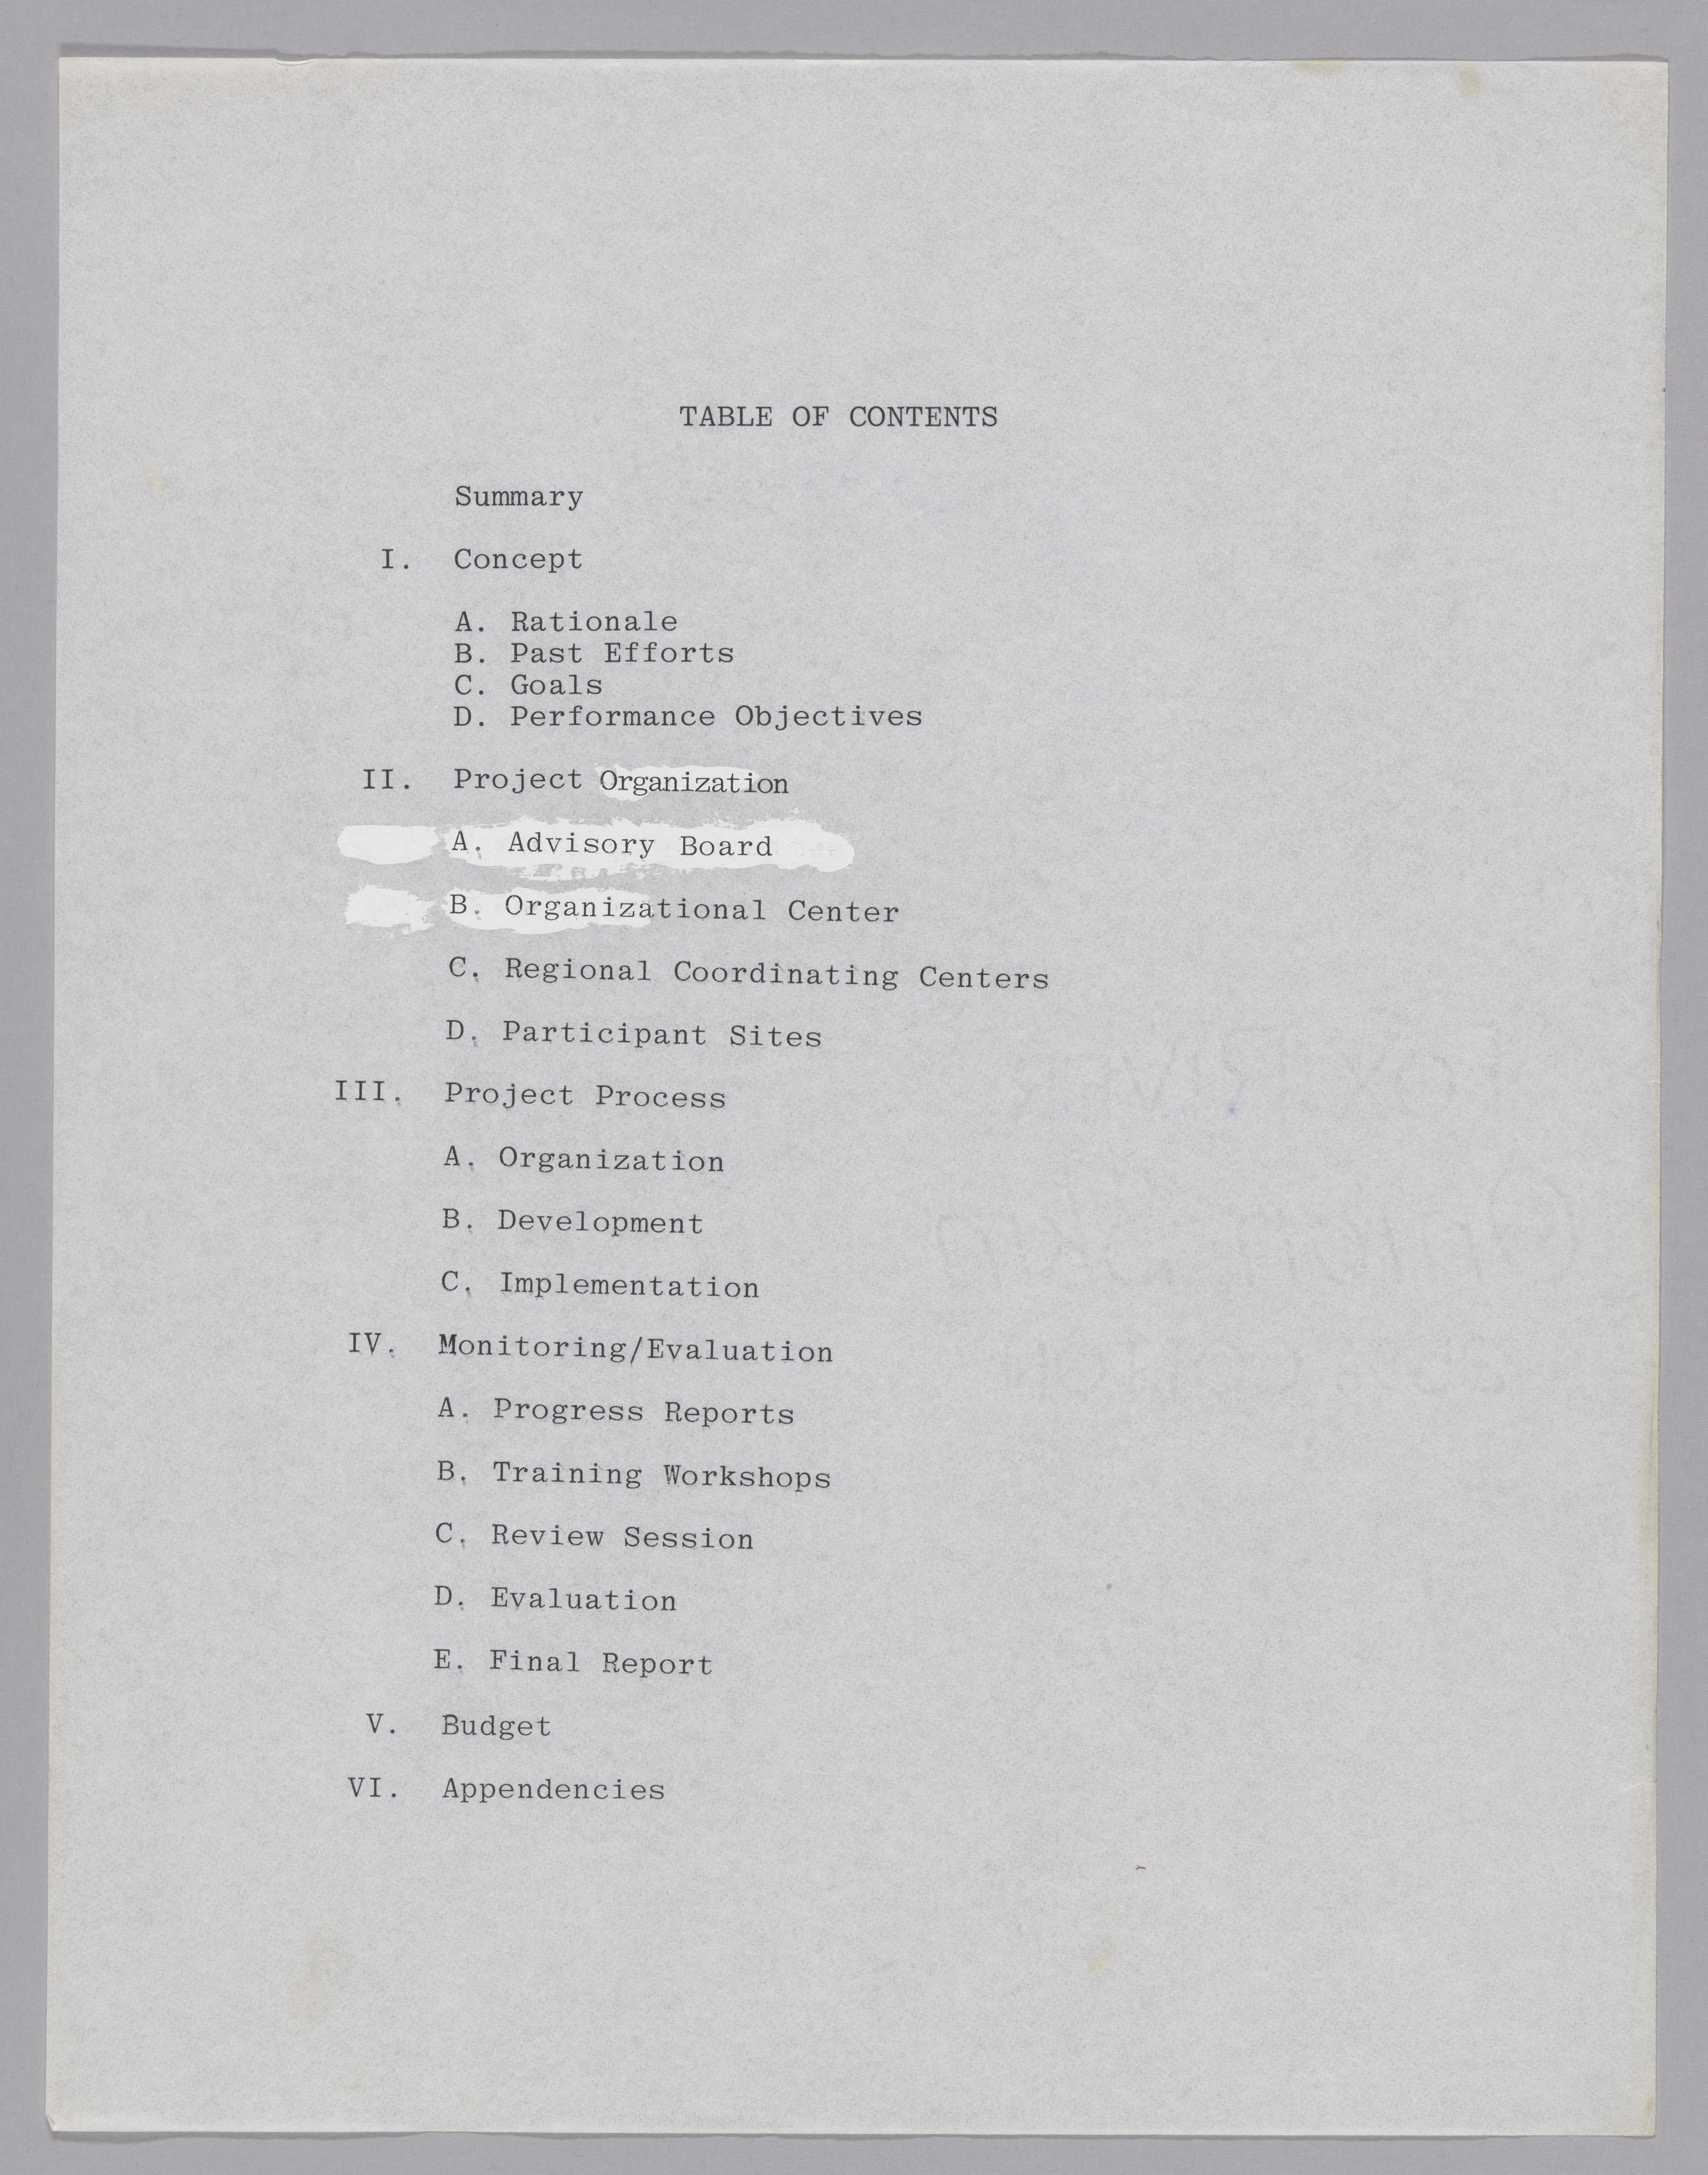 TABLE OF CONTENTS
Summary
I. Concept
A. Rationale
B. Past Efforts
C. Goals
D. Performance Objectives
II. Project Organization
A. Advisory Board
B. Organizational Center
C. Regional Coordinating Centers
D. Participant Sites
III. Project Process
A. Organization
B. Development
C. Implementation
IV. Monitoring/Evaluation
A. Progress Reports
B. Training Workshops
C. Review Session
D. Evaluation
E. Final Report
V. Budget
VI. Appendencies